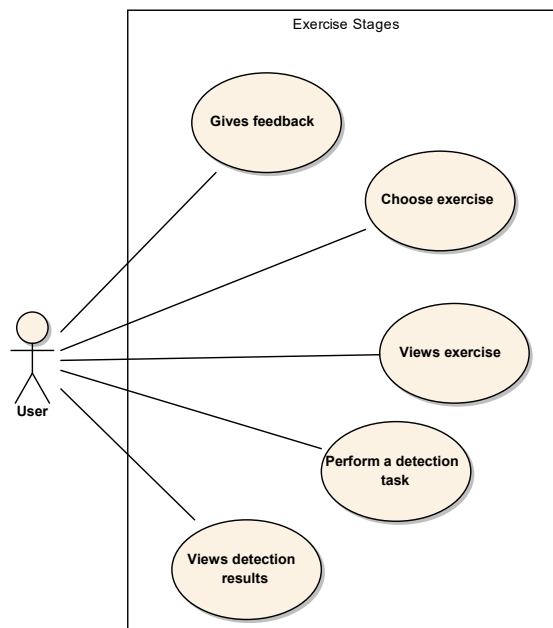 Exercise Stages
Gives feedback
Choose exercise
Views exercise
User
Perform a detection
task
Views detection
results